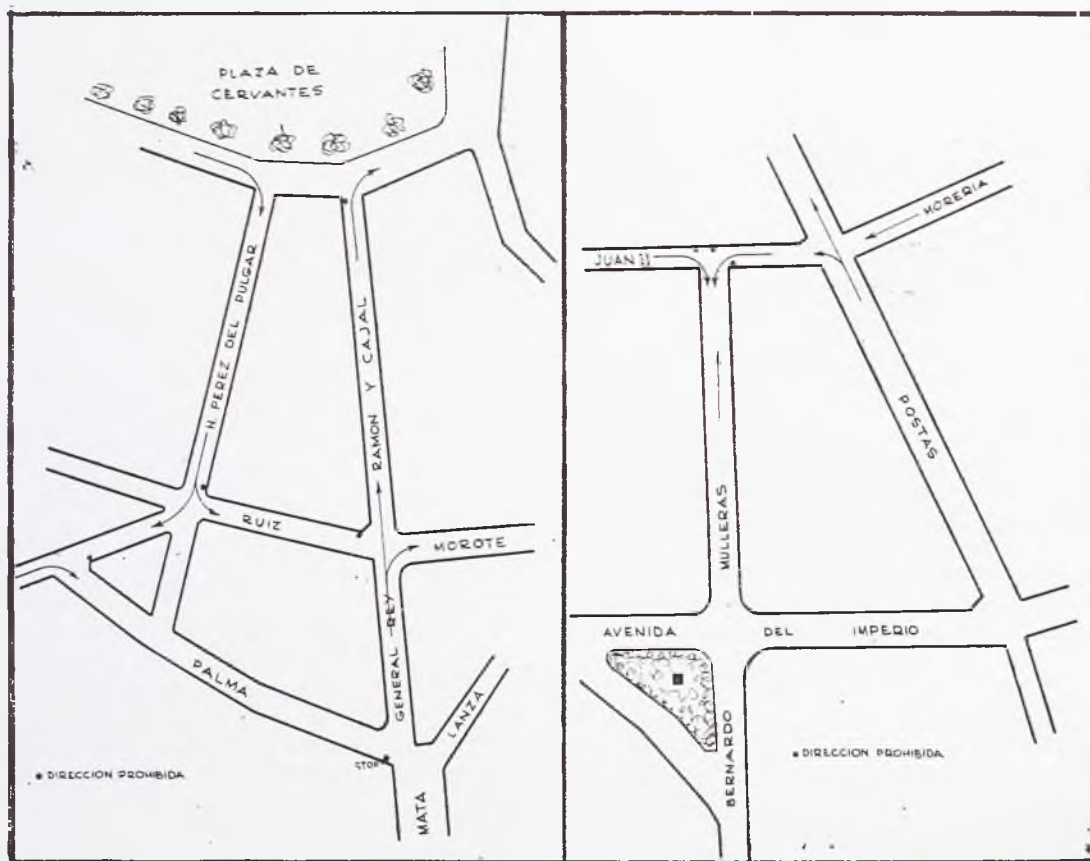 PLAZA DE
CERVANTES
H. PEREZ DEL PULGAR
RAMON Y CAJAL
RUIZ
MOROTE
GENERAL REY
PALMA
LANZA
STOP
MATA
DIRECCION PROHIBIDA
MORERIA
JUAN II
POSTAS
MULLERAS
AVENIDA DEL IMPERIO
BERNARDO
DIRECCION PROHIBIDA